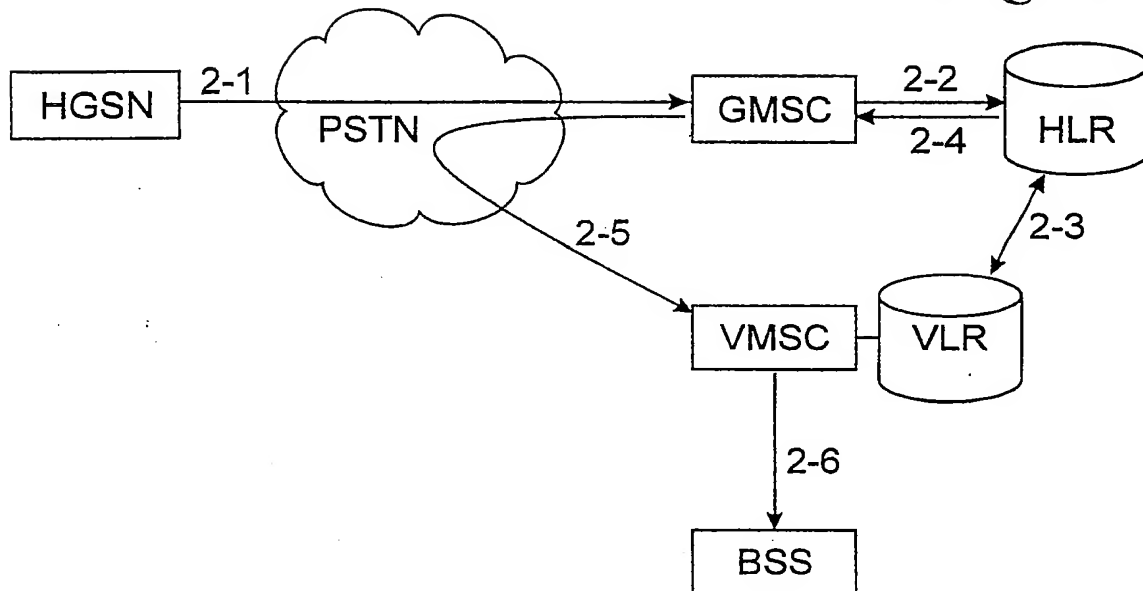 2-1
2-2
HGSN
PSTN
GMSC
HLR
2-4
2-5
2-3
VMSC
VLR
2-6
BSS